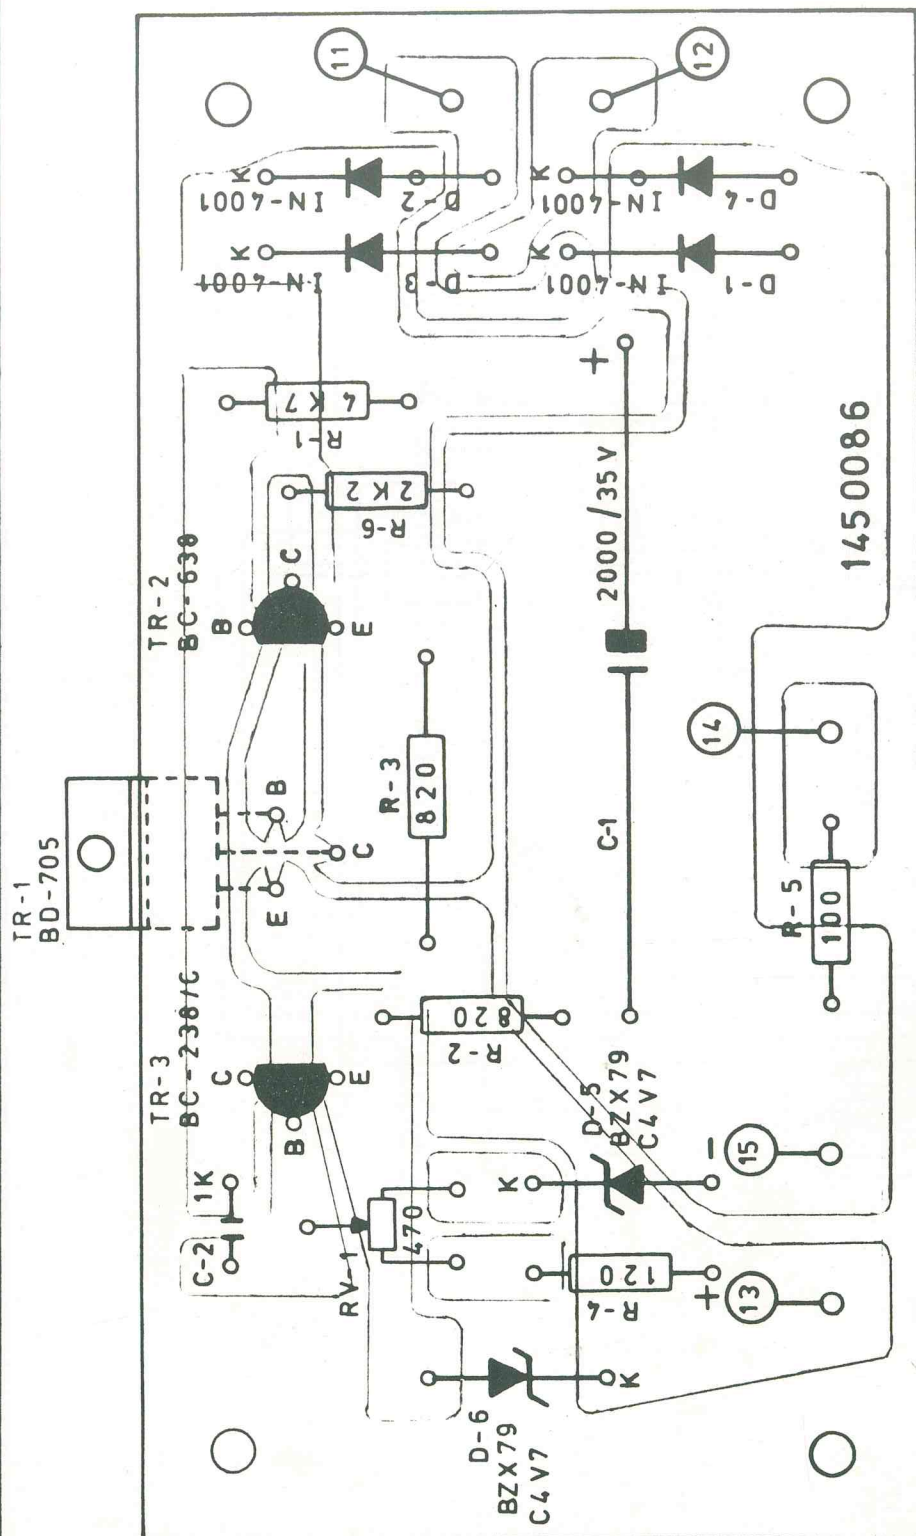 11
12
K
IN-4001
D-2
K
IN-4001
D-4
K
IN-4001
D-3
K
IN-4001
D-1
4K7
R-1
2K2
R-6
+
2000/35V
C-1
1450086
TR-2
BC-638
B
C
E
TR-1
BD-705
B
C
E
R-3
820
14
R-5
100
TR-3
BC-238/C
C
B
E
820
R-2
D-5
BZX79
C4V7
K
-
15
C-2
1K
RV-1
470
120
R-4
+
13
D-6
BZX79
C4V7
K